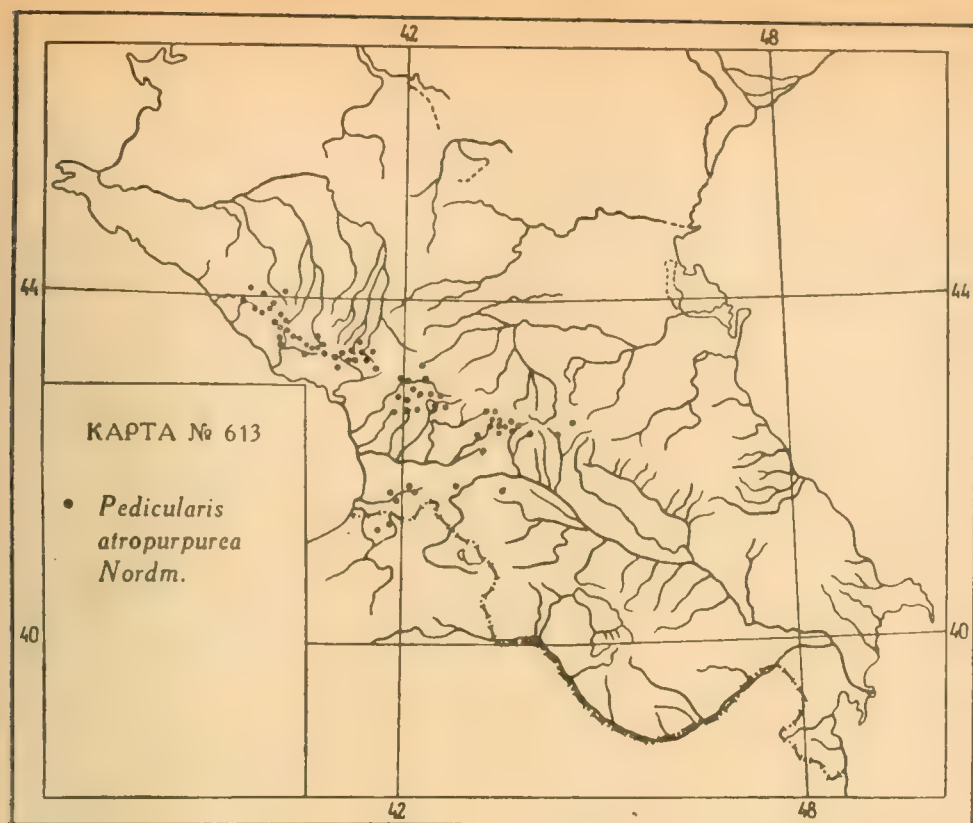 42 48
44 44
КАРТА № 613
• Pedicularis
atropurpurea
Nordm.
40 40
42 48